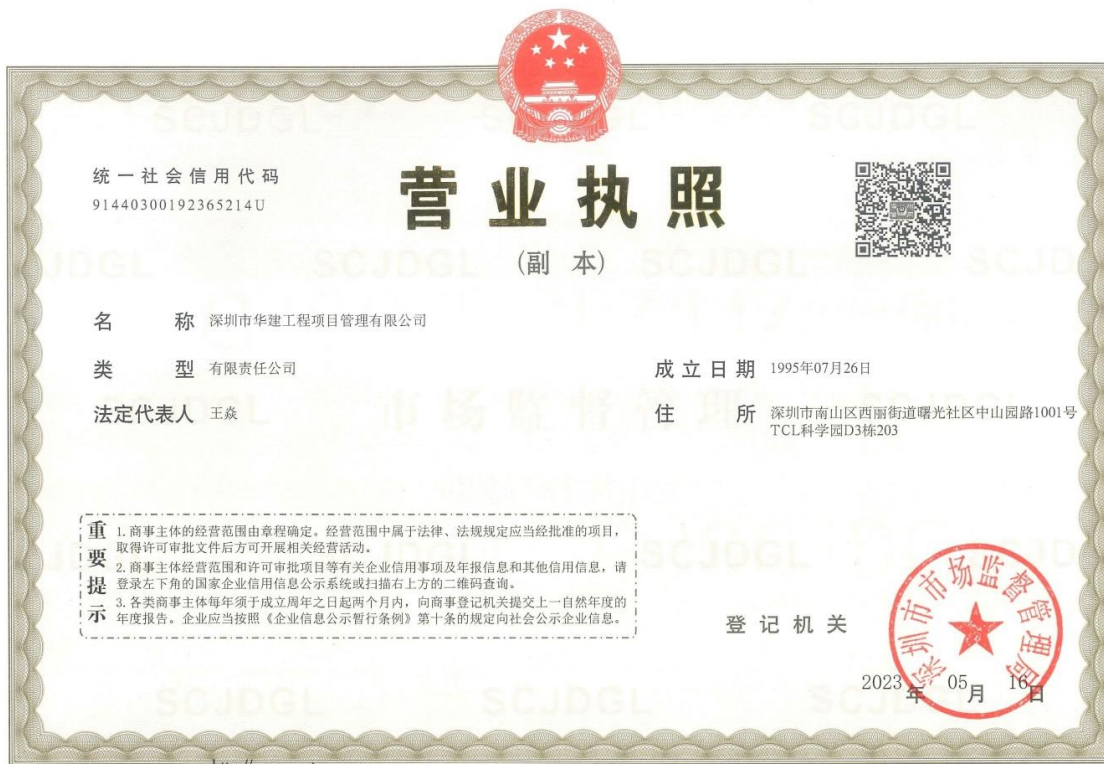 统一社会信用代码
91440300192365214U
营业执照
(副 本)
名 称 深圳市华建工程项目管理有限公司
类 型 有限责任公司
成立日期 1995年07月26日
法定代表人 王焱
住 所 深圳市南山区西丽街道曙光社区中山园路1001号
TCL科学园D3栋203
重要提示
1. 商事主体的经营范围由章程确定。经营范围中属于法律、法规规定应当经批准的项目，
取得许可审批文件后方可开展相关经营活动。
2. 商事主体经营范围和许可审批项目等有关企业信用事项及年报信息和其他信用信息，请
登录左下角的国家企业信用信息公示系统或扫描右上方的二维码查询。
3. 各类商事主体每年须于成立周年之日起两个月内，向商事登记机关提交上一自然年度的
年度报告。企业应当按照《企业信息公示暂行条例》第十条的规定向社会公示企业信息。
登记机关
深圳市市场监督管理局
2023年05月16日
SCJDGL
市场监督管理